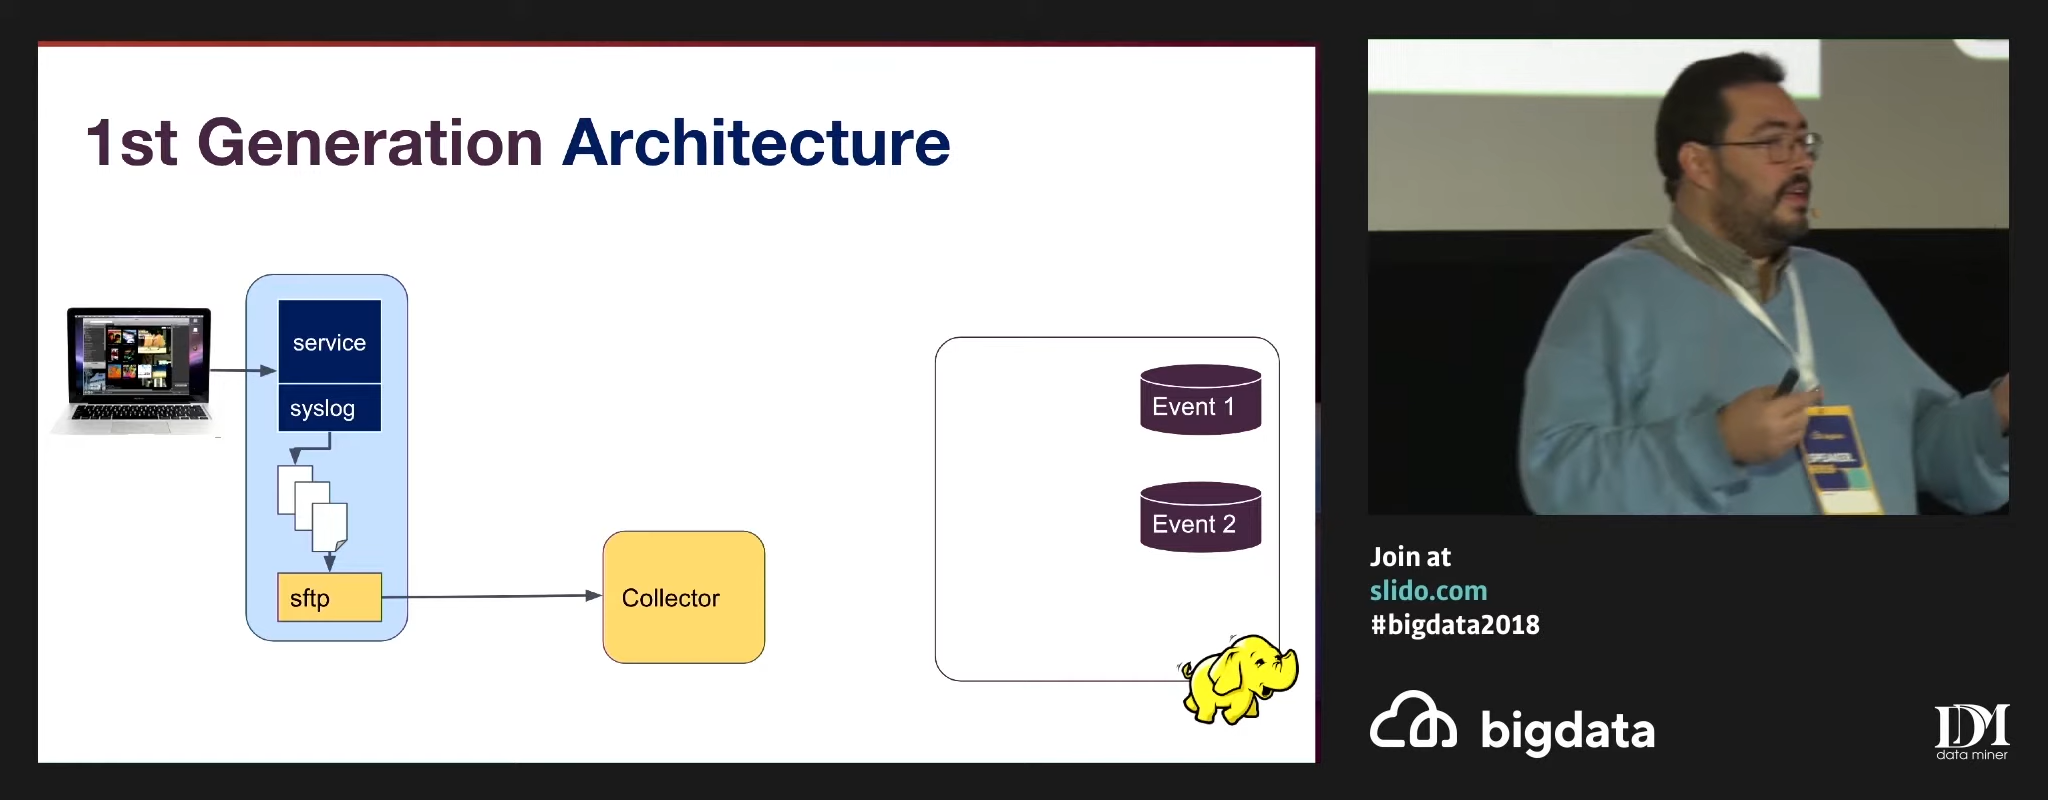 1st Generation Architecture
service
syslog
sftp
Collector
Event 1
Event 2
SPEAKER
Join at
slido.com
#bigdata2018
bigdata
DM
data miner